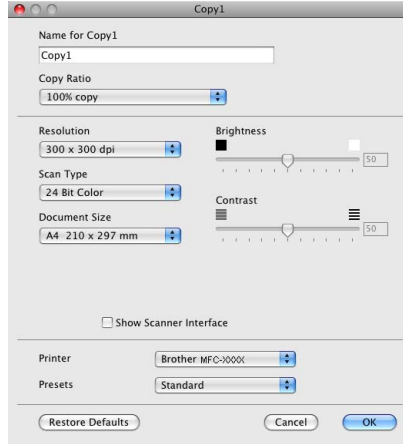 Copy1
Name for Copy1
Copy1
Copy Ratio
100% copy
Resolution
300 x 300 dpi
Scan Type
24 Bit Color
Document Size
A4 210 x 297 mm
Brightness
50
Contrast
50
Show Scanner Interface
Printer
Brother MFC-XXXX
Presets
Standard
Restore Defaults
Cancel
OK